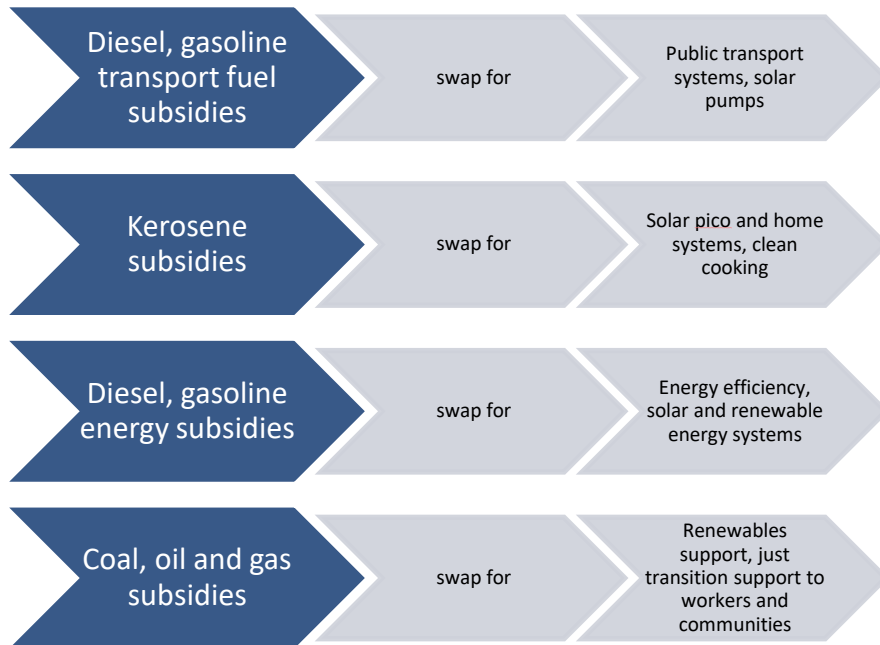 Diesel, gasoline
transport fuel
subsidies
swap for
Public transport
systems, solar
pumps
Kerosene
subsidies
swap for
Solar pico and home
systems, clean
cooking
Diesel, gasoline
energy subsidies
swap for
Energy efficiency,
solar and renewable
energy systems
Coal, oil and gas
subsidies
swap for
Renewables
support, just
transition support to
workers and
communities